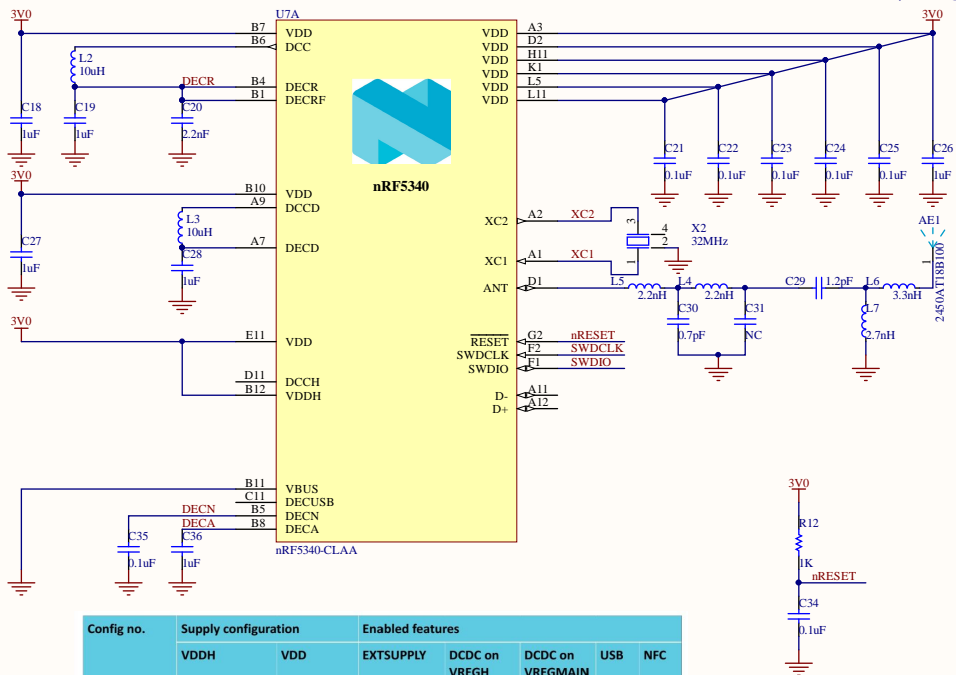 U7A
3V0
B7
VDD
B6
DCC
L2
10uH
DECR
B4
DECR
B1
DECRF
C18
1uF
C19
1uF
C20
2.2nF
3V0
B10
VDD
A9
DCCD
L3
10uH
A7
DECD
C27
1uF
C28
1uF
3V0
E11
VDD
D11
DCCH
B12
VDDH
B11
VBUS
C11
DECUSB
DECN
B5
DECN
DECA
B8
DECA
C35
0.1uF
C36
1uF
nRF5340-CLAA
nRF5340
3V0
VDD
A3
VDD
D2
VDD
H11
VDD
K1
VDD
L5
VDD
L11
C21
0.1uF
C22
0.1uF
C23
0.1uF
C24
0.1uF
C25
0.1uF
C26
1uF
XC2
A2
XC2
3
4
2
1
X2
32MHz
XC1
A1
XC1
ANT
D1
L5
2.2nH
L4
2.2nH
C29
1.2pF
L6
3.3nH
AE1
1
2450AT18B100
C30
0.7pF
C31
NC
L7
2.7nH
RESET
G2
nRESET
SWDCLK
F2
SWDCLK
SWDIO
F1
SWDIO
D-
A11
D+
A12
3V0
R12
1K
nRESET
C34
0.1uF
Config no. Supply configuration Enabled features
VDDH VDD EXTSUPPLY DCDC on DCDC on USB NFC
VREGH VREGMAIN